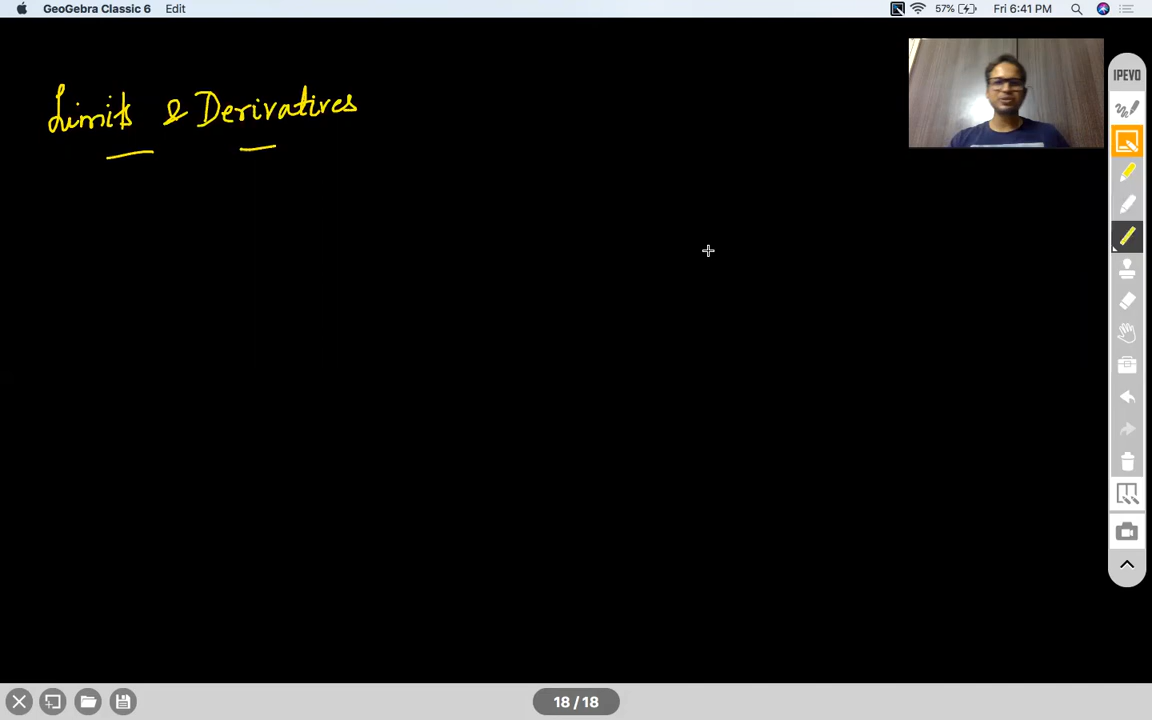 GeoGebra Classic 6 Edit 57% Fri 6:41 PM
Limits & Derivatives
IPEVO
18 / 18